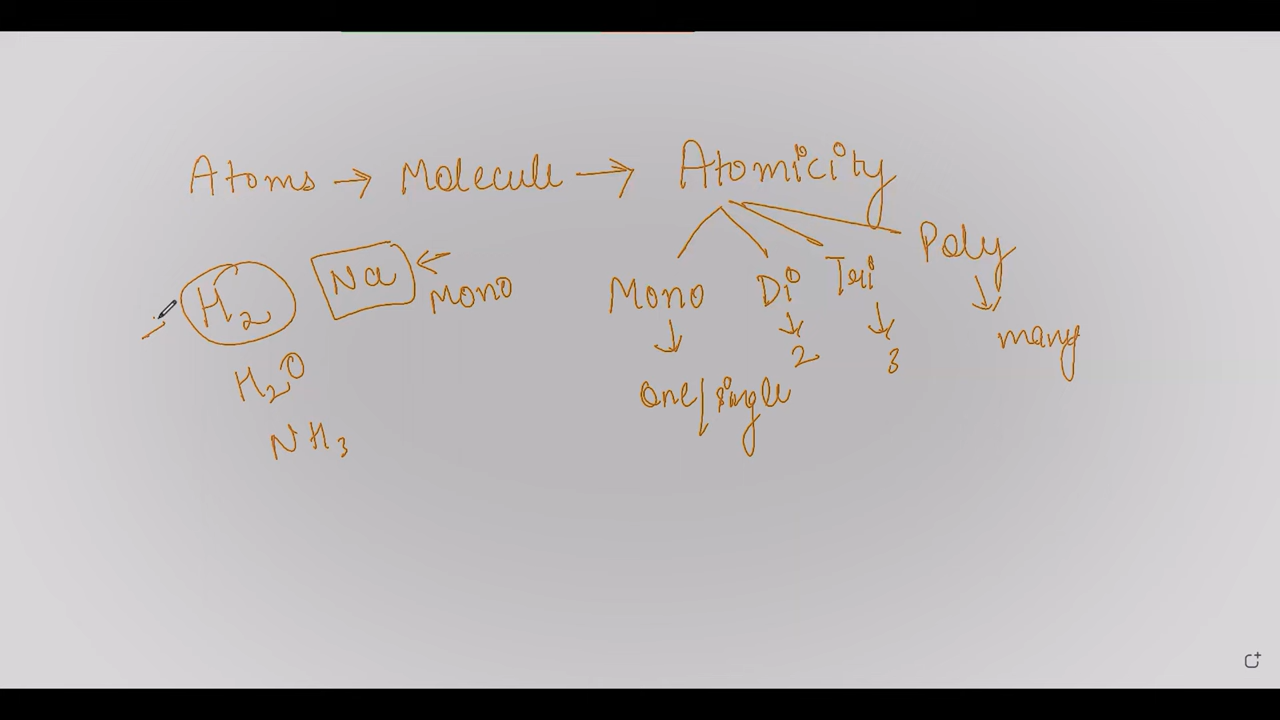 Atoms → Molecule → Atomicity
Poly
H2 Na ← Mono
Mono Di Tri
one/single 2 3 many
H2O
NH3